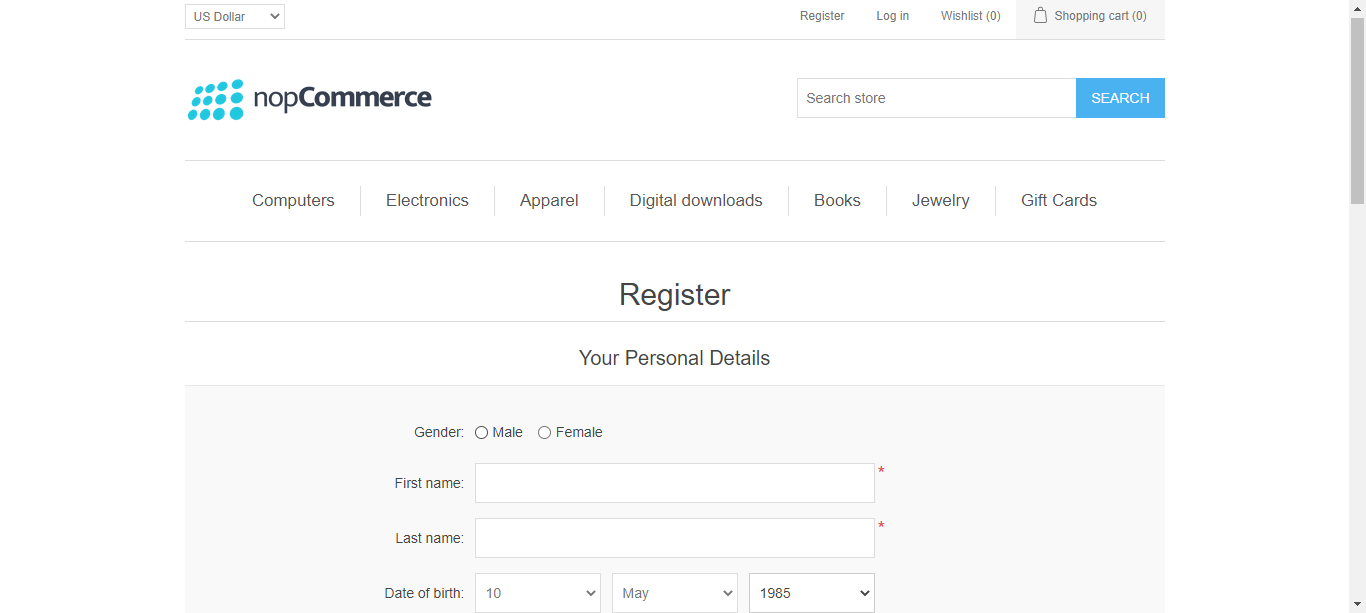 US Dollar Register Log in Wishlist (0) Shopping cart (0)
nopCommerce Search store SEARCH
Computers Electronics Apparel Digital downloads Books Jewelry Gift Cards
Register
Your Personal Details
Gender: Male Female
First name: *
Last name: *
Date of birth: 10 May 1985